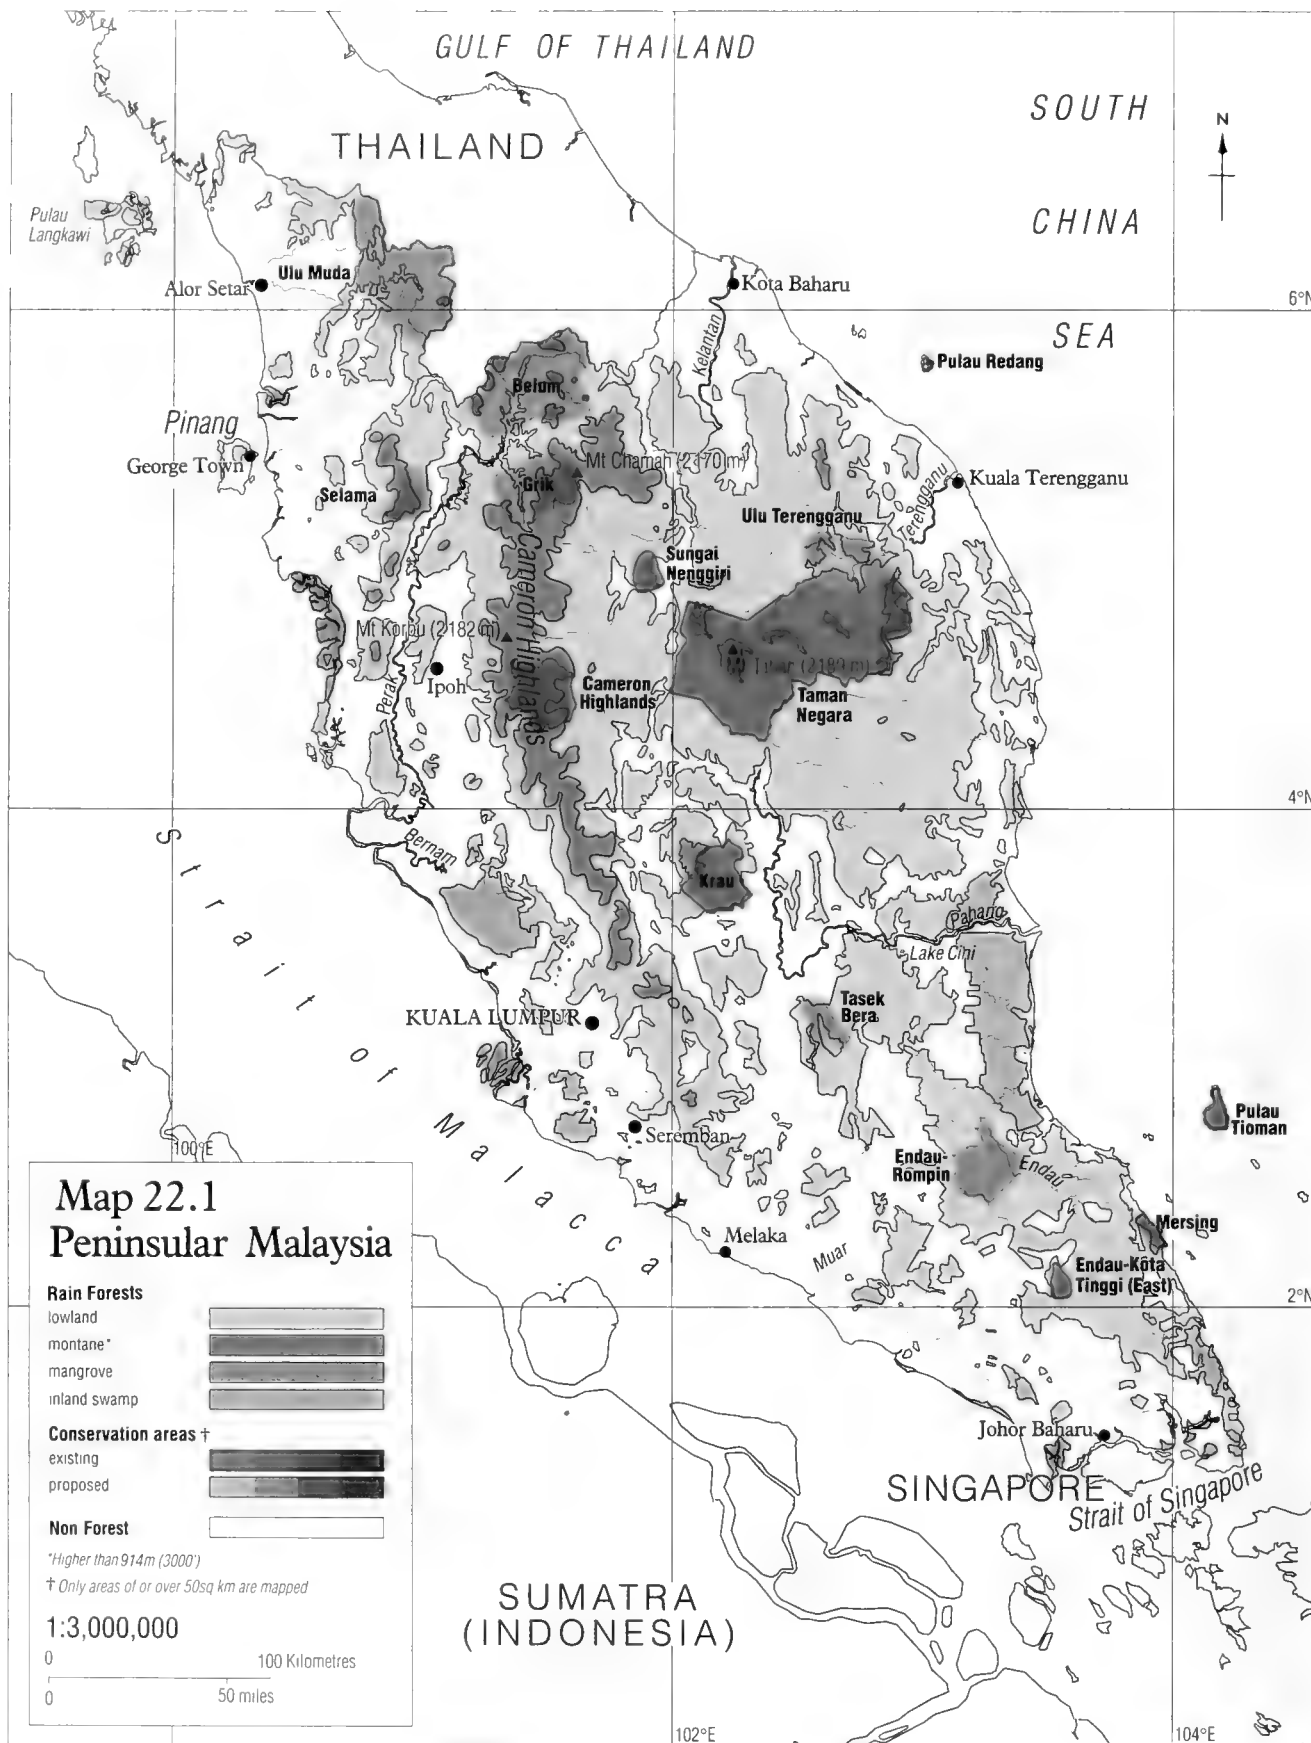 GULF OF THAILAND
SOUTH
N
THAILAND
CHINA
Pulau
Langkawi
Ulu Muda
Alor Setar
Kota Baharu
6°N
SEA
Kelantan
Pulau Redang
Belum
Pinang
George Town
Mt Chamah (2170 m)
Grik
Selama
Kuala Terengganu
Terengganu
Ulu Terengganu
Sungai
Nenggiri
Cameron Highlands
Mt Korbu (2182 m)
Ipoh
Perak
Cameron
Highlands
(2189 m)
Taman
Negara
4°N
Bernam
Krau
Pahang
Lake Cini
Strait of Malacca
Tasek
Bera
KUALA LUMPUR
Pulau
Tioman
Seremban
100°E
Endau-
Rompin
Endau
Mersing
Melaka
Muar
Endau-Kota
Tinggi (East)
2°N
Johor Baharu
SINGAPORE
Strait of Singapore
SUMATRA
(INDONESIA)
102°E
104°E
Map 22.1
Peninsular Malaysia
Rain Forests
lowland
montane*
mangrove
inland swamp
Conservation areas †
existing
proposed
Non Forest
*Higher than 914m (3000')
† Only areas of or over 50sq km are mapped
1:3,000,000
0 100 Kilometres
0 50 miles